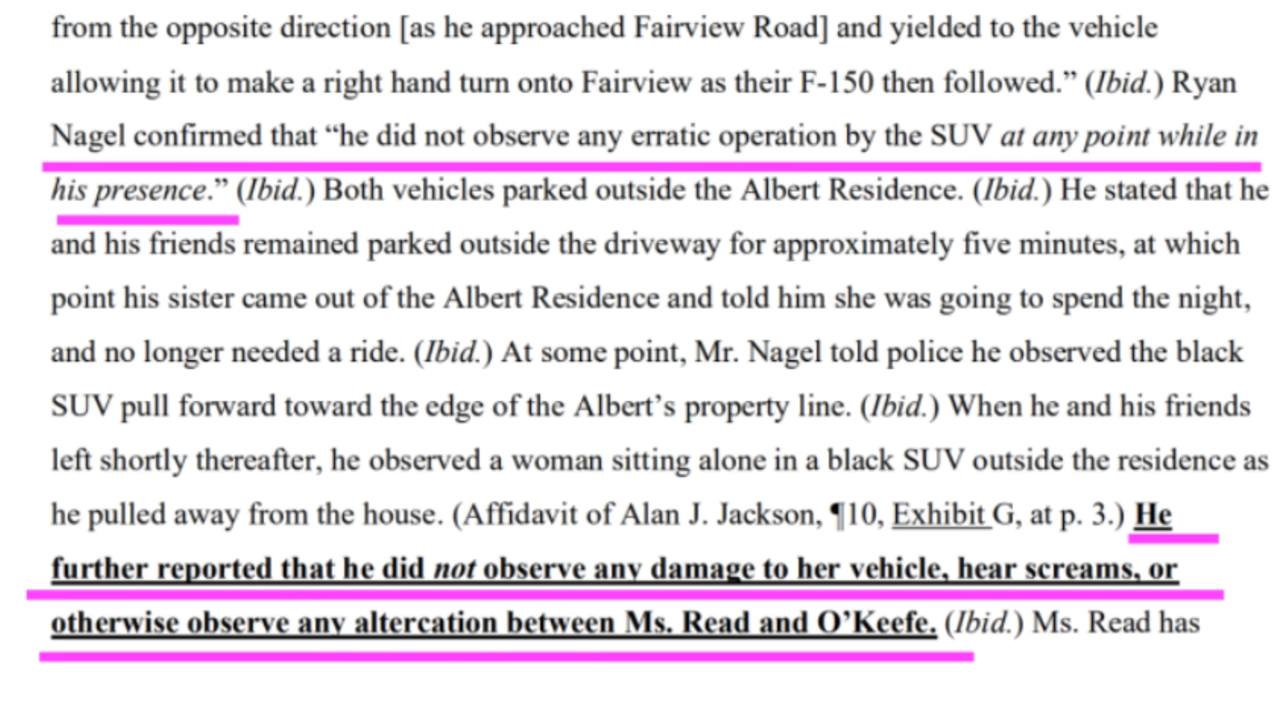 from the opposite direction [as he approached Fairview Road] and yielded to the vehicle
allowing it to make a right hand turn onto Fairview as their F-150 then followed.” (Ibid.) Ryan
Nagel confirmed that “he did not observe any erratic operation by the SUV at any point while in
his presence.” (Ibid.) Both vehicles parked outside the Albert Residence. (Ibid.) He stated that he
and his friends remained parked outside the driveway for approximately five minutes, at which
point his sister came out of the Albert Residence and told him she was going to spend the night,
and no longer needed a ride. (Ibid.) At some point, Mr. Nagel told police he observed the black
SUV pull forward toward the edge of the Albert’s property line. (Ibid.) When he and his friends
left shortly thereafter, he observed a woman sitting alone in a black SUV outside the residence as
he pulled away from the house. (Affidavit of Alan J. Jackson, ¶10, Exhibit G, at p. 3.) He
further reported that he did not observe any damage to her vehicle, hear screams, or
otherwise observe any altercation between Ms. Read and O’Keefe. (Ibid.) Ms. Read has